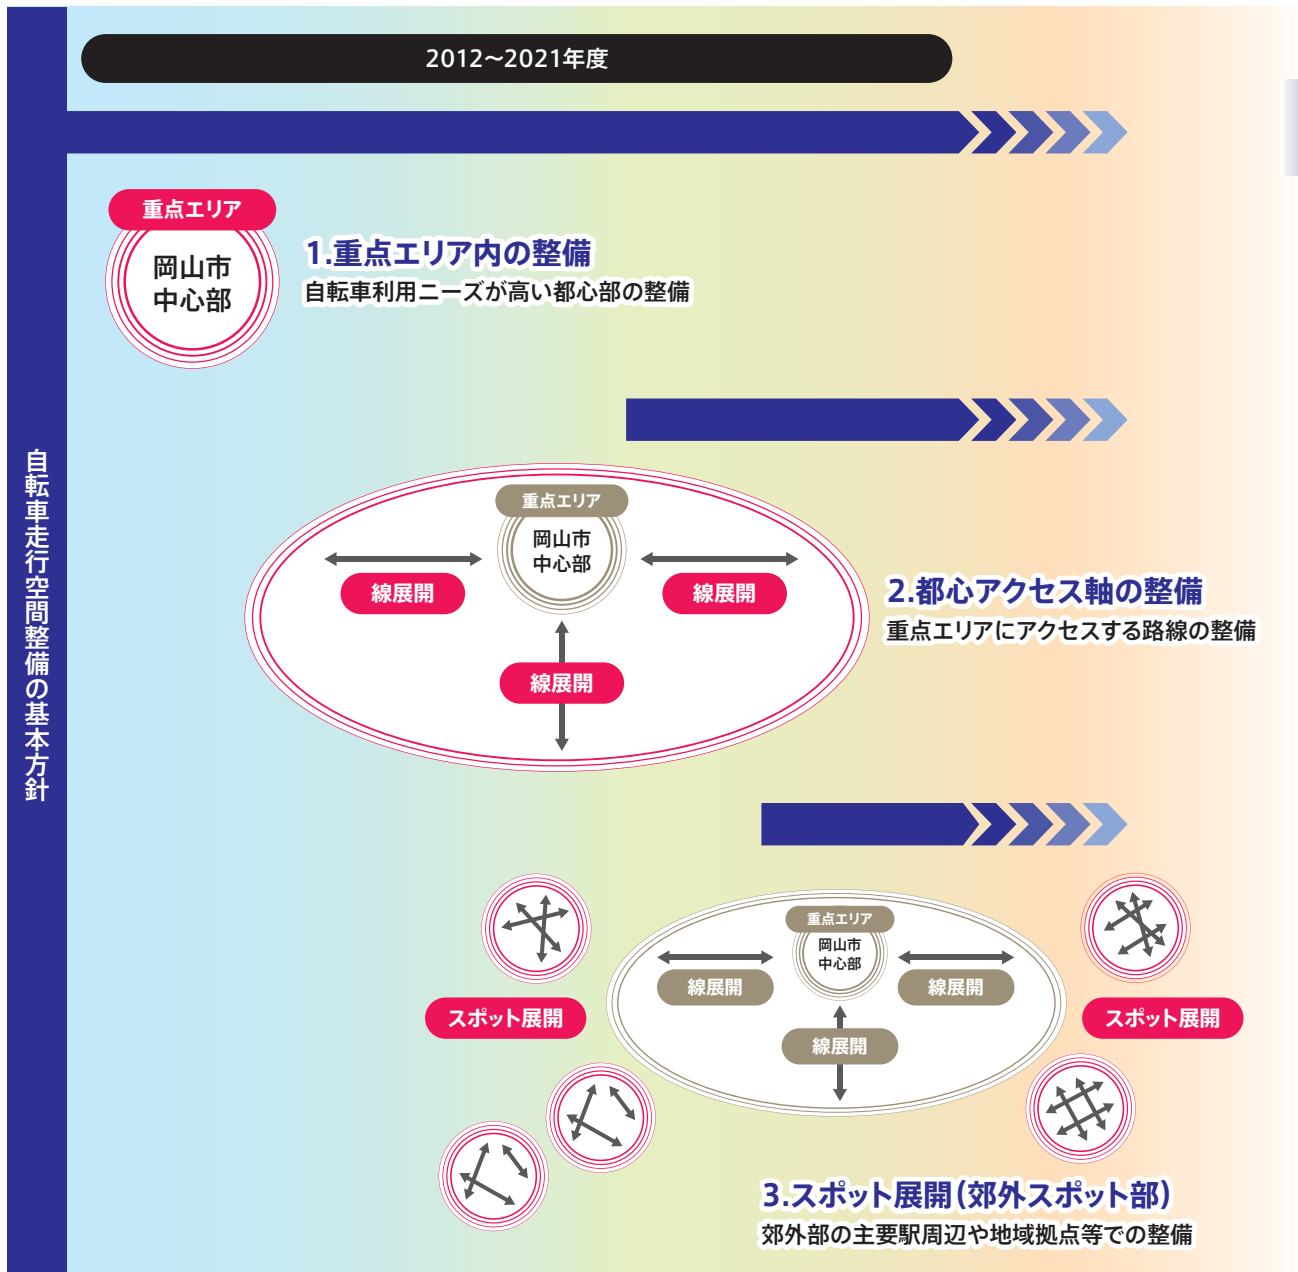 自転車走行空間整備の基本方針
2012〜2021年度
重点エリア
岡山市
中心部
1.重点エリア内の整備
自転車利用ニーズが高い都心部の整備
重点エリア
岡山市
中心部
線展開
線展開
線展開
2.都心アクセス軸の整備
重点エリアにアクセスする路線の整備
重点エリア
岡山市
中心部
線展開
線展開
線展開
スポット展開
スポット展開
3.スポット展開(郊外スポット部)
郊外部の主要駅周辺や地域拠点等での整備